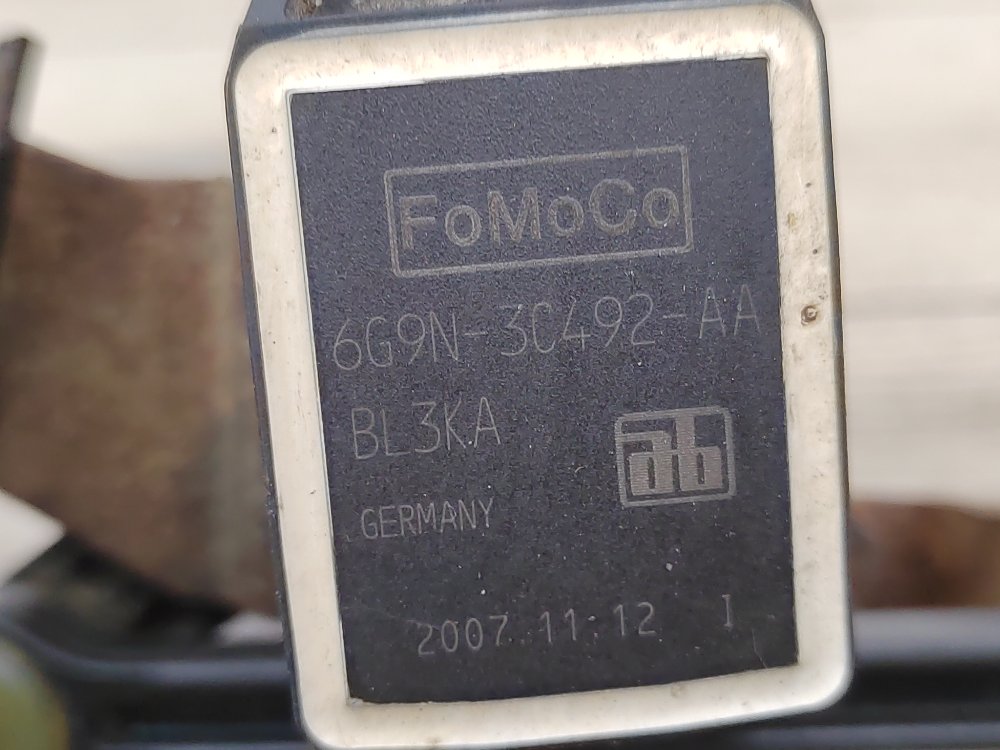 FoMoCo
6G9N-3C492-AA
BL3KA
ab
GERMANY
2007.11.12 I